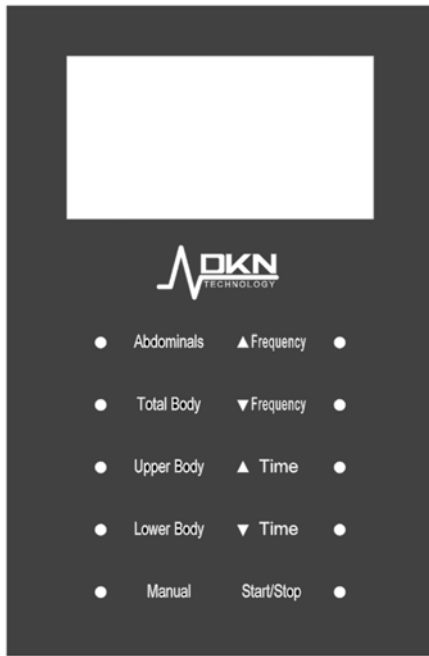 DKN
TECHNOLOGY
Abdominals ▲Frequency
Total Body ▼Frequency
Upper Body ▲ Time
Lower Body ▼ Time
Manual Start/Stop